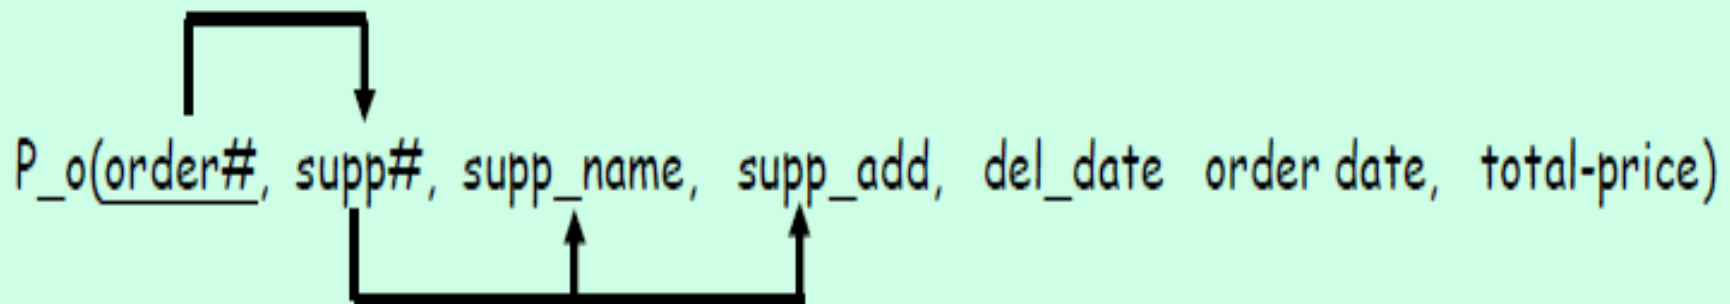 P_o(order#, supp#, supp_name, supp_add, del_date order date, total-price)